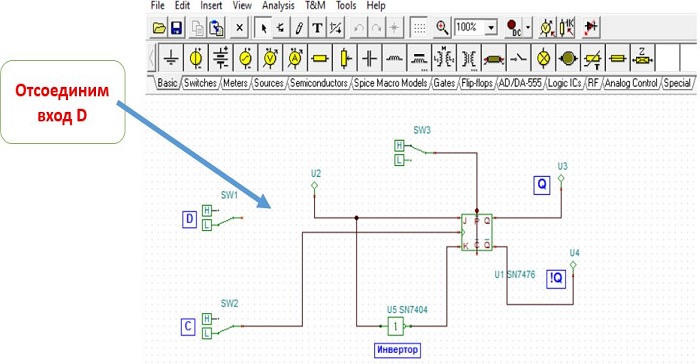 File Edit Insert View Analysis T&M Tools Help
T 100% DC
Basic Switches Meters Sources Semiconductors Spice Macro Models Gates Flip-flops AD/DA-555 Logic ICs RF Analog Control Special
Отсоединим
вход D
SW3
H
L
U2
U3
Q
SW1
D
H
L
J P Q
K C Q
U1 SN7476
U4
!Q
SW2
C
H
L
U5 SN7404
1
Инвертор